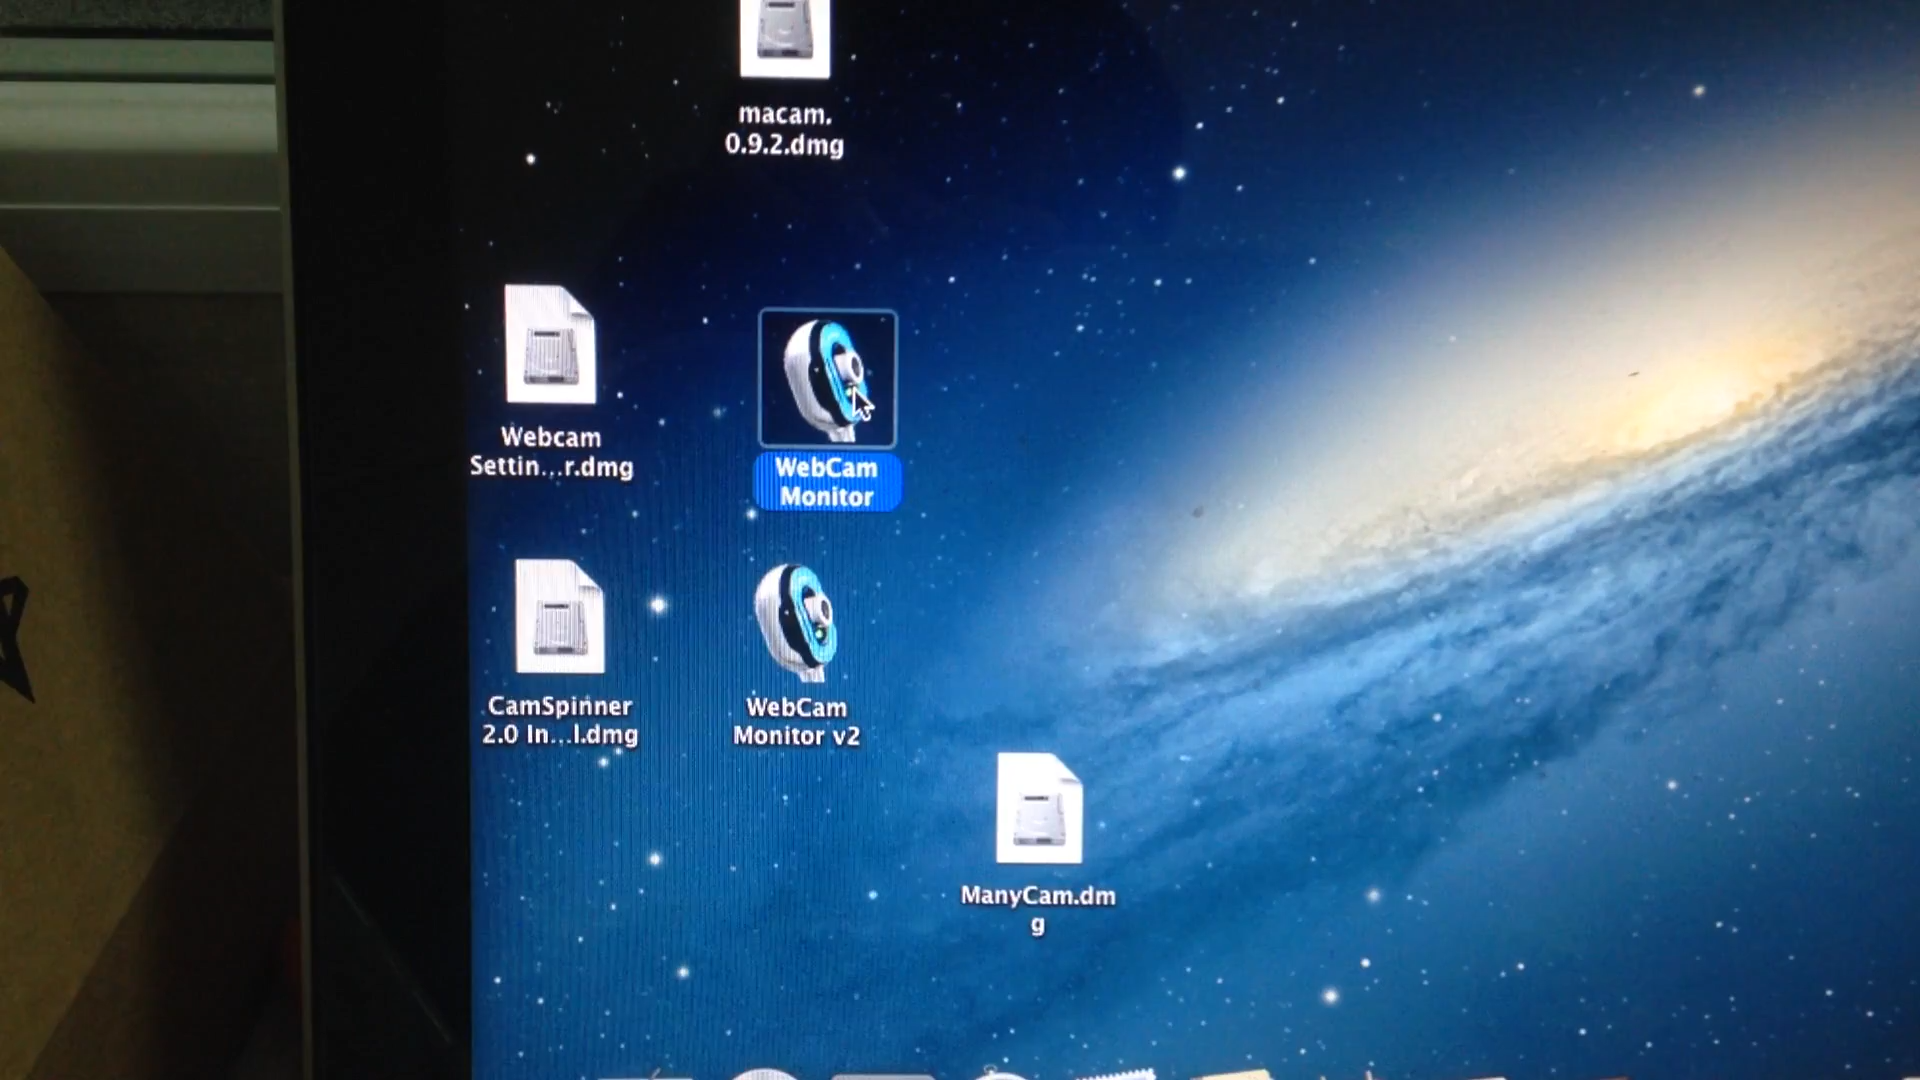 macam.
0.9.2.dmg
Webcam
Settin...r.dmg
WebCam
Monitor
CamSpinner
2.0 In...l.dmg
WebCam
Monitor v2
ManyCam.dm
g